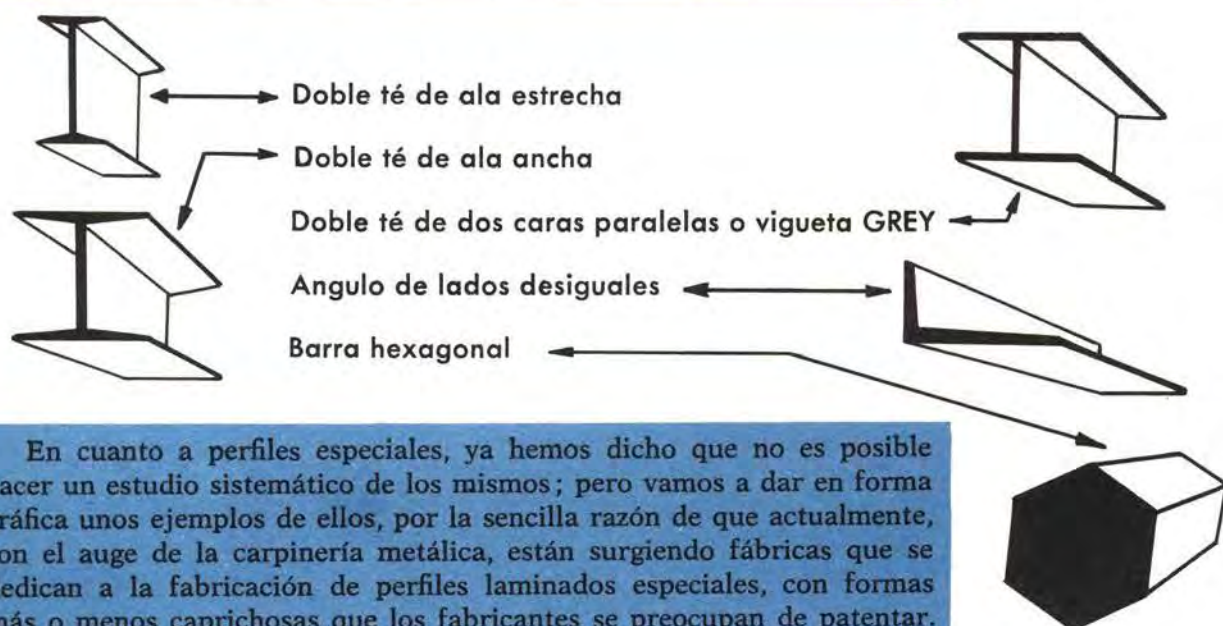 Doble té de ala estrecha
Doble té de ala ancha
Doble té de dos caras paralelas o vigueta GREY
Angulo de lados desiguales
Barra hexagonal
En cuanto a perfiles especiales, ya hemos dicho que no es posible
acer un estudio sistemático de los mismos; pero vamos a dar en forma
ráfica unos ejemplos de ellos, por la sencilla razón de que actualmente,
on el auge de la carpinería metálica, están surgiendo fábricas que se
edican a la fabricación de perfiles laminados especiales, con formas
más o menos caprichosas que los fabricantes se preocupan de patentar.